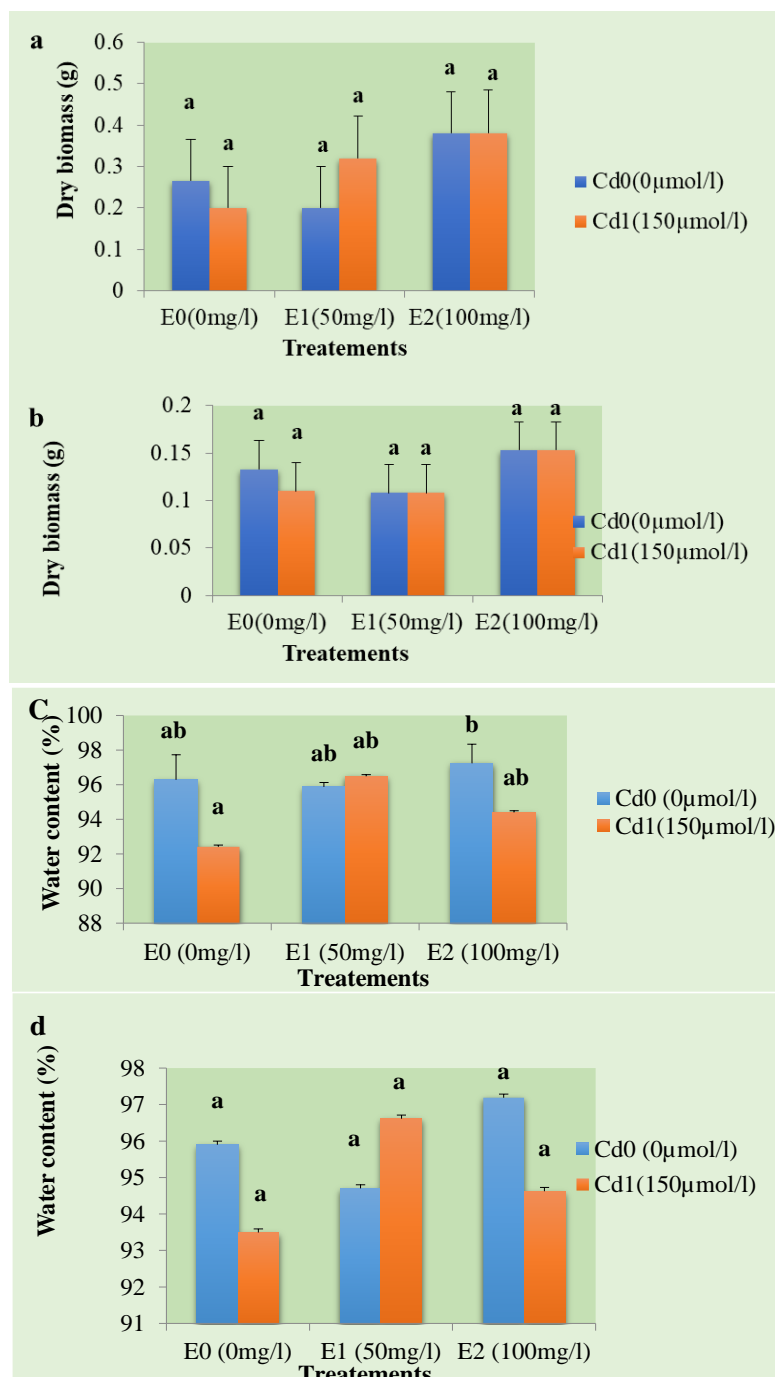 a
Dry biomass (g)
0.6
0.5
0.4
0.3
0.2
0.1
0
a
a
a
a
a
a
E0(0mg/l) E1(50mg/l) E2(100mg/l)
Treatements
Cd0(0µmol/l)
Cd1(150µmol/l)
b
Dry biomass (g)
0.2
0.15
0.1
0.05
0
a
a
a
a
a
a
E0(0mg/l) E1(50mg/l) E2(100mg/l)
Treatements
Cd0(0µmol/l)
Cd1(150µmol/l)
C
Water content (%)
100
98
96
94
92
90
88
ab
a
ab
ab
b
ab
E0 (0mg/l) E1 (50mg/l) E2 (100mg/l)
Treatements
Cd0 (0µmol/l)
Cd1(150µmol/l)
d
Water content (%)
98
97
96
95
94
93
92
91
a
a
a
a
a
a
E0 (0mg/l) E1 (50mg/l) E2 (100mg/l)
Treatements
Cd0 (0µmol/l)
Cd1(150µmol/l)